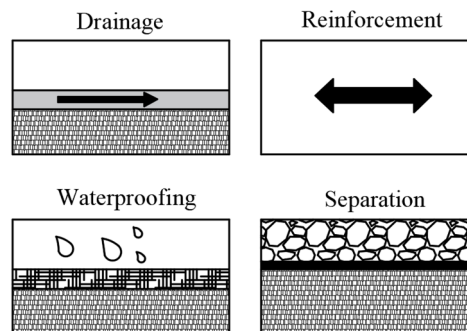 Drainage
Reinforcement
Waterproofing
Separation